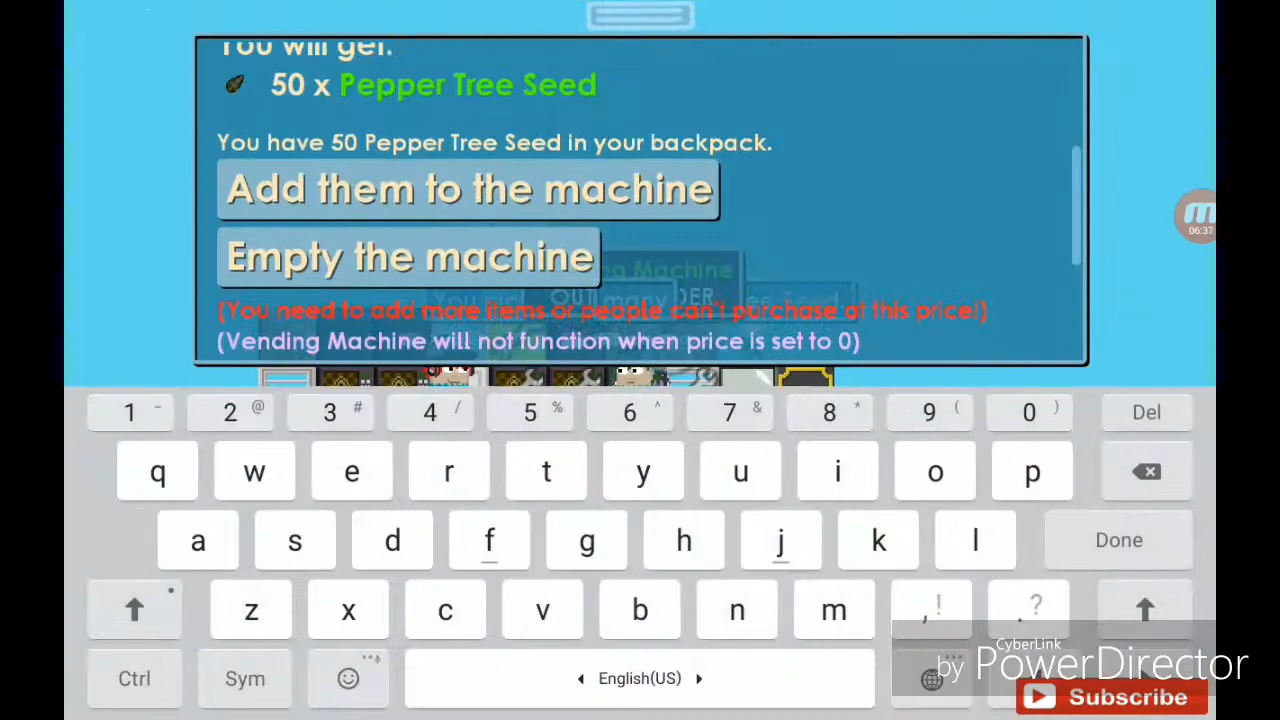 You will get:
50 x Pepper Tree Seed
You have 50 Pepper Tree Seed in your backpack.
Add them to the machine
Empty the machine
(You need to add more items or people can't purchase at this price!)
(Vending Machine will not function when price is set to 0)
06:37
1 - 2 @ 3 # 4 / 5 % 6 ^ 7 & 8 * 9 ( 0 ) Del
q w e r t y u i o p
a s d f g h j k l Done
z x c v b n m ,! .?
Ctrl Sym English(US)
CyberLink
by PowerDirector
Subscribe